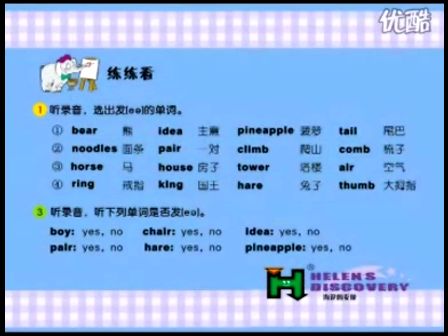 优酷
练练看
1 听录音，选出发[eə]的单词。
① bear 熊 idea 主意 pineapple 菠萝 tail 尾巴
② noodles 面条 pair 一对 climb 爬山 comb 梳子
③ horse 马 house 房子 tower 塔楼 air 空气
④ ring 戒指 king 国王 hare 兔子 thumb 大拇指
3 听录音，听下列单词是否发[eə]。
boy: yes, no chair: yes, no idea: yes, no
pair: yes, no hare: yes, no pineapple: yes, no
HELEN'S
DISCOVERY
海伦的发现